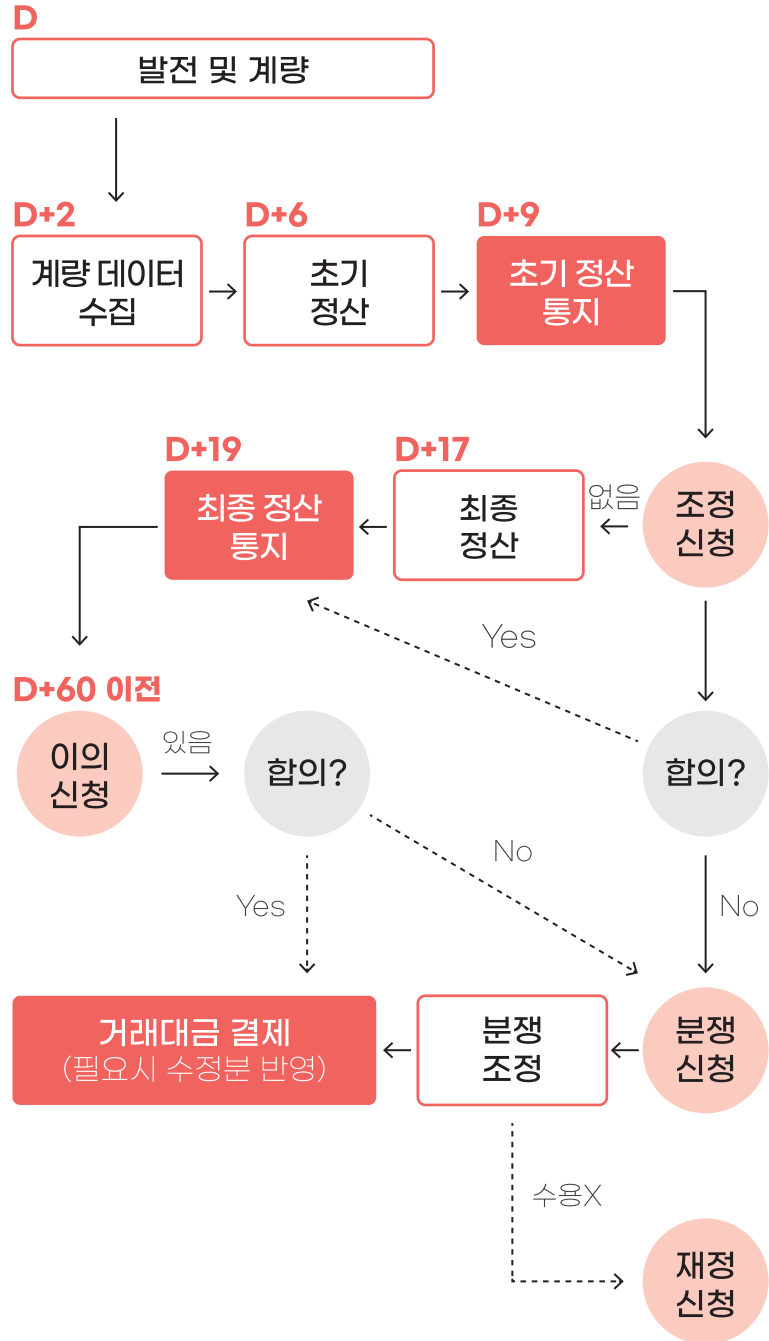 D
발전 및 계량
D+2
계량 데이터
수집
D+6
초기
정산
D+9
초기 정산
통지
D+19
최종 정산
통지
D+17
최종
정산
없음
조정
신청
Yes
D+60 이전
이의
신청
있음
합의?
합의?
No
Yes
No
거래대금 결제
(필요시 수정분 반영)
분쟁
조정
분쟁
신청
수용X
재정
신청